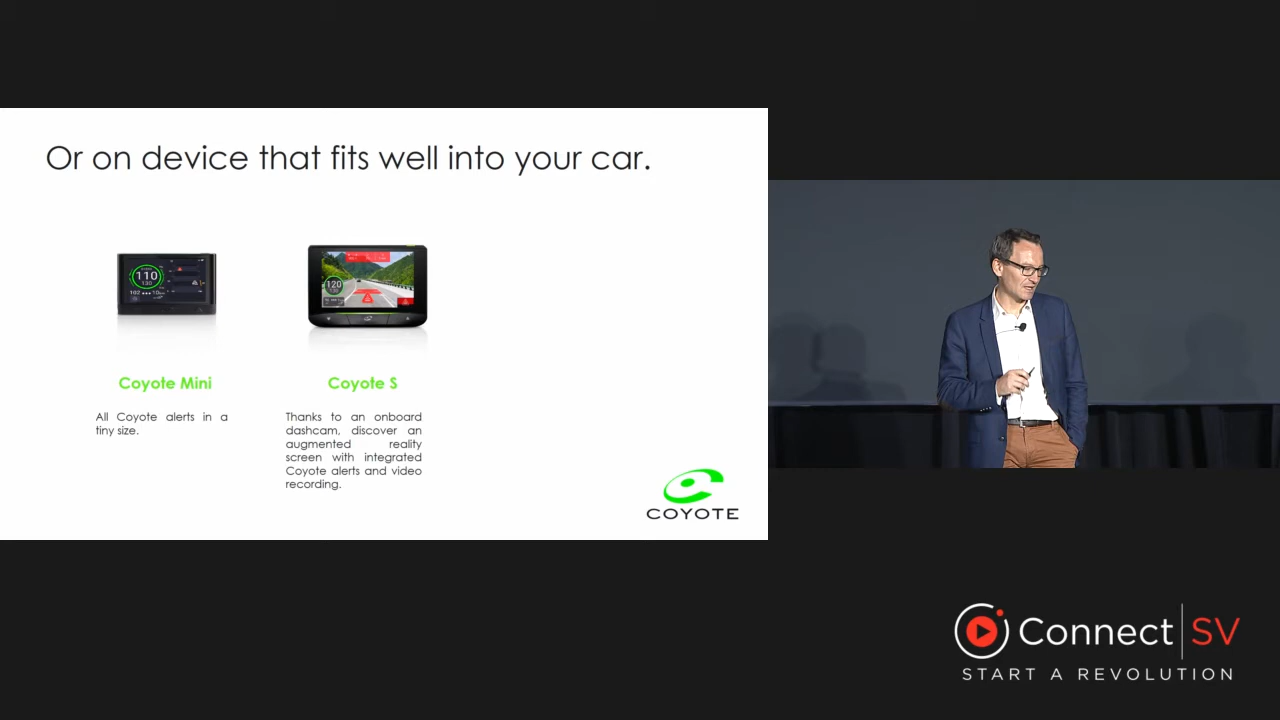 Or on device that fits well into your car.
110
130
120
Coyote Mini
Coyote S
All Coyote alerts in a
tiny size.
Thanks to an onboard
dashcam, discover an
augmented reality
screen with integrated
Coyote alerts and video
recording.
COYOTE
Connect SV
START A REVOLUTION